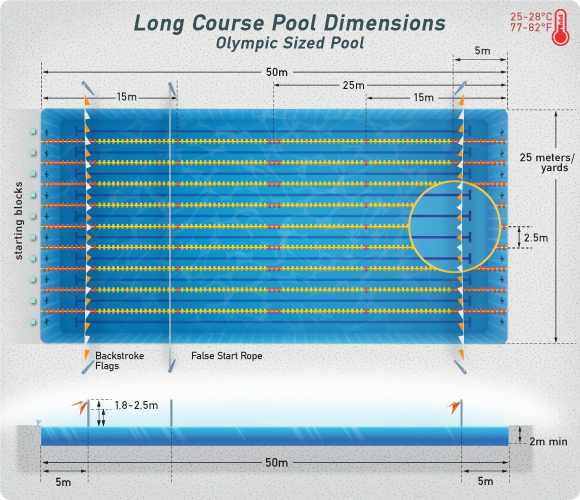 Long Course Pool Dimensions
Olympic Sized Pool
25-28°C
77-82°F
5m
50m
25m
15m
15m
25 meters/
yards
starting blocks
2.5m
Backstroke
Flags
False Start Rope
1.8-2.5m
2m min
50m
5m
5m